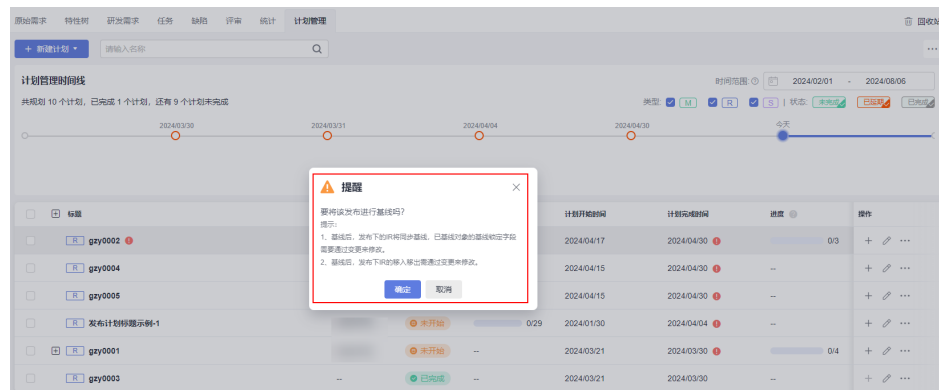 原始需求 特性树 研发需求 任务 缺陷 评审 统计 计划管理 回收站
+ 新建计划 请输入名称 ...
计划管理时间线 时间范围: 2024/02/01 - 2024/08/06
共规划 10 个计划，已完成 1 个计划，还有 9 个计划未完成 类型: M R S | 状态: 未完成 已延期 已完成
2024/03/30 2024/03/31 2024/04/04 2024/04/30 今天
提醒
要将该发布进行基线吗?
提示:
1、基线后，发布下的IR将同步基线，已基线对象的基线锁定字段
需要通过变更来修改。
2、基线后，发布下IR的移入移出需通过变更来修改。
确定 取消
标题 计划开始时间 计划完成时间 进度 操作
R gzy0002 2024/04/17 2024/04/30 0/3
R gzy0004 2024/04/15 2024/04/30 --
R gzy0005 2024/04/15 2024/04/30 --
R 发布计划标题示例-1 未开始 0/29 2024/01/30 2024/04/04 --
R gzy0001 未开始 -- 2024/03/21 2024/03/30 0/4
R gzy0003 -- 已完成 -- 2024/03/21 2024/03/30 --